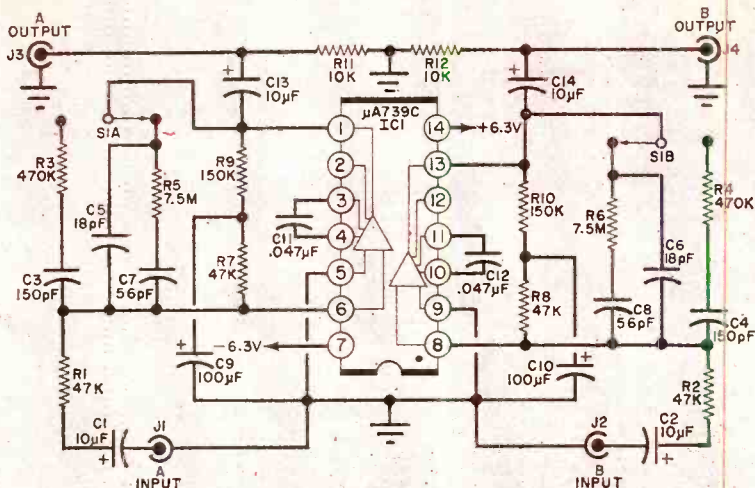 A
OUTPUT
J3
R11
10K
R12
10K
B
OUTPUT
J4
C13
10µF
C14
10µF
µA739C
IC1
S1A
S1B
+6.3V
1
2
3
4
5
6
7
14
13
12
11
10
9
8
R3
470K
R5
7.5M
R9
150K
C5
18pF
C7
56pF
C3
150pF
R7
47K
C11
.047µF
C12
.047µF
R10
150K
R6
7.5M
R4
470K
C6
18pF
C8
56pF
C4
150pF
R8
47K
-6.3V
C9
100µF
C10
100µF
R1
47K
R2
47K
C1
10µF
J1
A
INPUT
J2
B
INPUT
C2
10µF